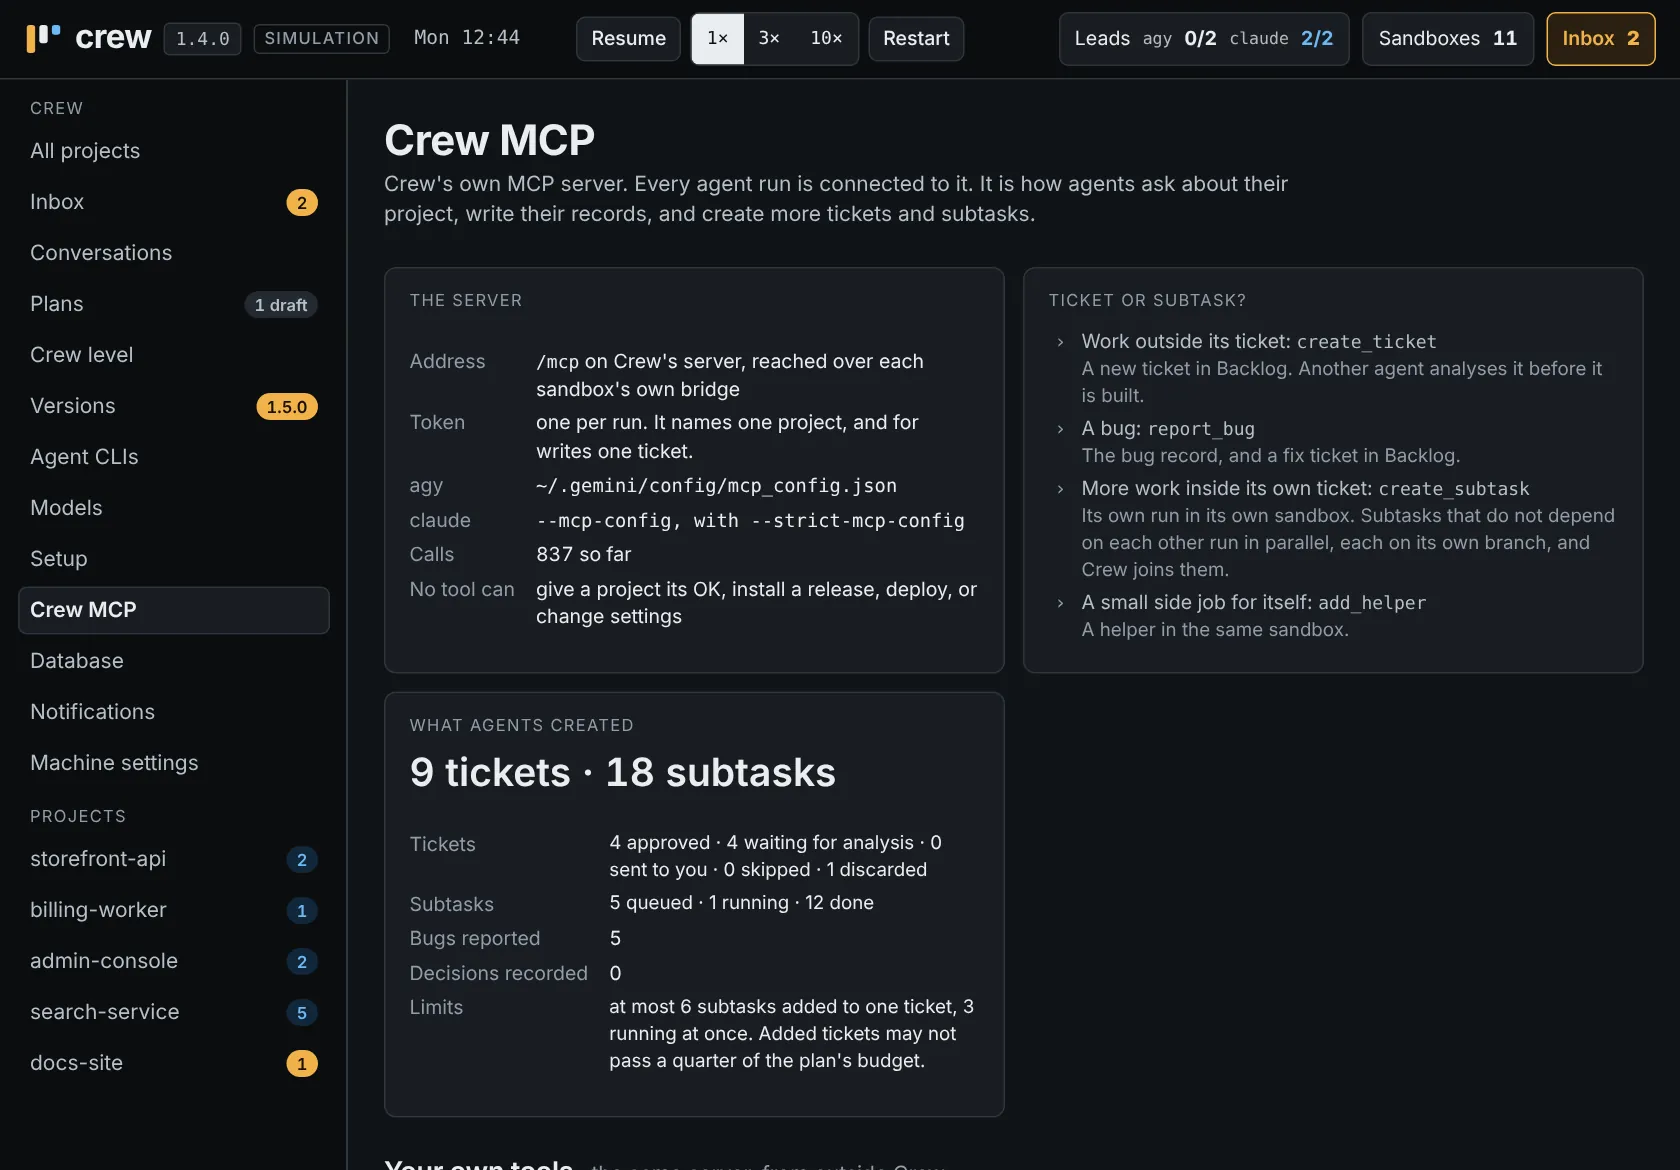 crew 1.4.0 SIMULATION Mon 12:44 Resume 1× 3× 10× Restart Leads agy 0/2 claude 2/2 Sandboxes 11 Inbox 2
CREW
All projects
Inbox 2
Conversations
Plans 1 draft
Crew level
Versions 1.5.0
Agent CLIs
Models
Setup
Crew MCP
Database
Notifications
Machine settings
PROJECTS
storefront-api 2
billing-worker 1
admin-console 2
search-service 5
docs-site 1
Crew MCP
Crew's own MCP server. Every agent run is connected to it. It is how agents ask about their
project, write their records, and create more tickets and subtasks.
THE SERVER
Address /mcp on Crew's server, reached over each
sandbox's own bridge
Token one per run. It names one project, and for
writes one ticket.
agy ~/.gemini/config/mcp_config.json
claude --mcp-config, with --strict-mcp-config
Calls 837 so far
No tool can give a project its OK, install a release, deploy, or
change settings
TICKET OR SUBTASK?
› Work outside its ticket: create_ticket
A new ticket in Backlog. Another agent analyses it before it
is built.
› A bug: report_bug
The bug record, and a fix ticket in Backlog.
› More work inside its own ticket: create_subtask
Its own run in its own sandbox. Subtasks that do not depend
on each other run in parallel, each on its own branch, and
Crew joins them.
› A small side job for itself: add_helper
A helper in the same sandbox.
WHAT AGENTS CREATED
9 tickets · 18 subtasks
Tickets 4 approved · 4 waiting for analysis · 0
sent to you · 0 skipped · 1 discarded
Subtasks 5 queued · 1 running · 12 done
Bugs reported 5
Decisions recorded 0
Limits at most 6 subtasks added to one ticket, 3
running at once. Added tickets may not
pass a quarter of the plan's budget.
Your own tools the same server, from outside Crew